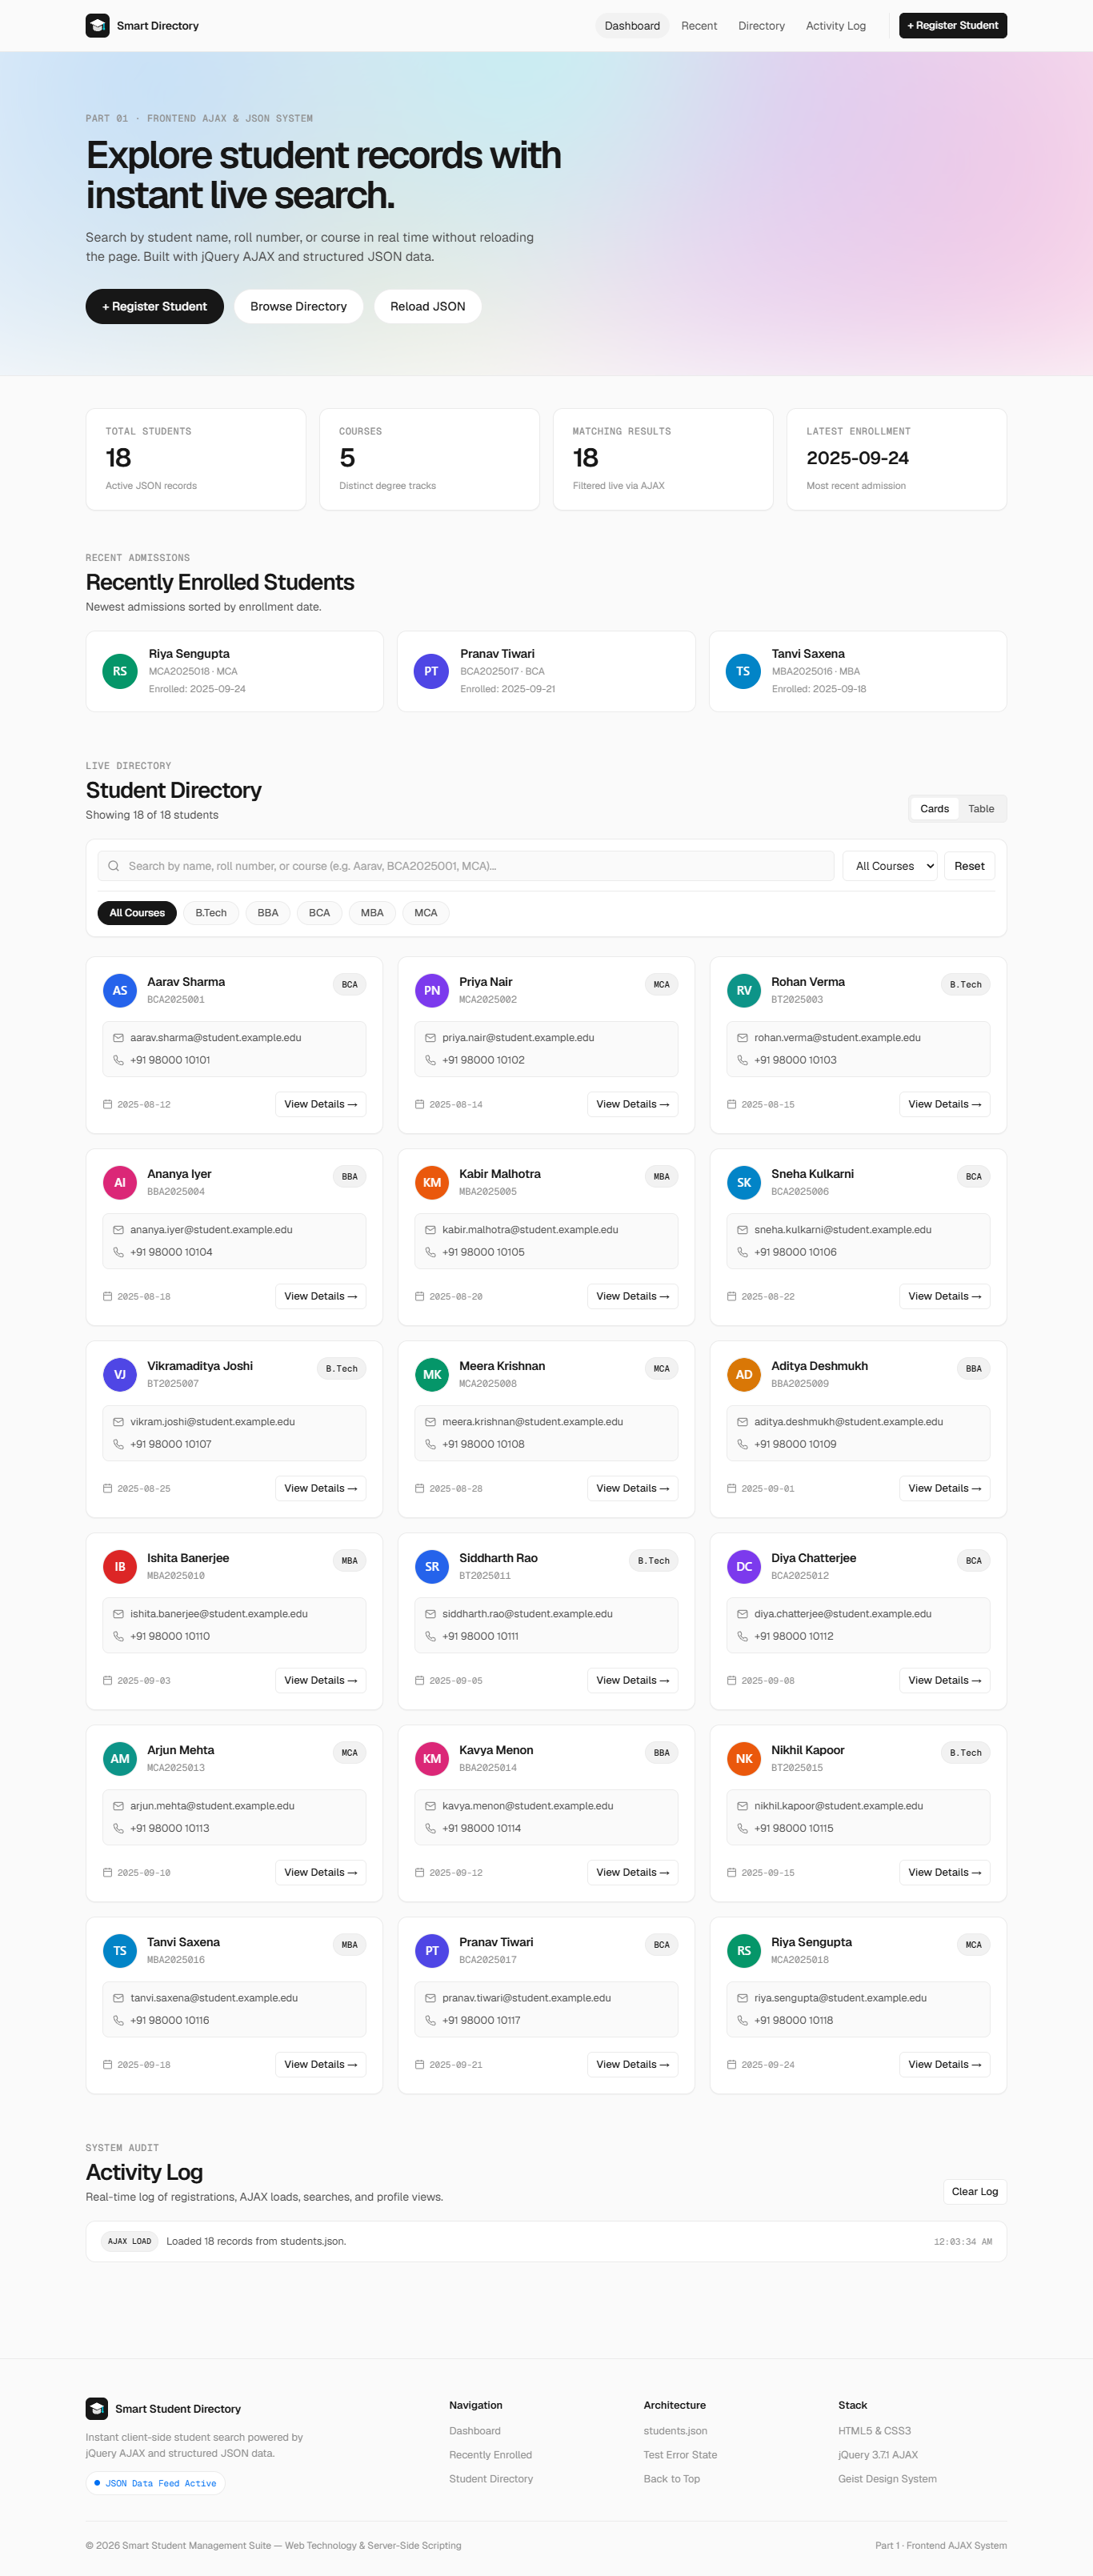 Smart Directory
Dashboard
Recent
Directory
Activity Log
+ Register Student
PART 01 · FRONTEND AJAX & JSON SYSTEM
Explore student records with
instant live search.
Search by student name, roll number, or course in real time without reloading
the page. Built with jQuery AJAX and structured JSON data.
+ Register Student
Browse Directory
Reload JSON
TOTAL STUDENTS
18
Active JSON records
COURSES
5
Distinct degree tracks
MATCHING RESULTS
18
Filtered live via AJAX
LATEST ENROLLMENT
2025-09-24
Most recent admission
RECENT ADMISSIONS
Recently Enrolled Students
Newest admissions sorted by enrollment date.
RS
Riya Sengupta
MCA2025018 · MCA
Enrolled: 2025-09-24
PT
Pranav Tiwari
BCA2025017 · BCA
Enrolled: 2025-09-21
TS
Tanvi Saxena
MBA2025016 · MBA
Enrolled: 2025-09-18
LIVE DIRECTORY
Student Directory
Showing 18 of 18 students
Cards
Table
Search by name, roll number, or course (e.g. Aarav, BCA2025001, MCA)...
All Courses
Reset
All Courses
B.Tech
BBA
BCA
MBA
MCA
AS
Aarav Sharma
BCA2025001
BCA
aarav.sharma@student.example.edu
+91 98000 10101
2025-08-12
View Details →
PN
Priya Nair
MCA2025002
MCA
priya.nair@student.example.edu
+91 98000 10102
2025-08-14
View Details →
RV
Rohan Verma
BT2025003
B.Tech
rohan.verma@student.example.edu
+91 98000 10103
2025-08-15
View Details →
AI
Ananya Iyer
BBA2025004
BBA
ananya.iyer@student.example.edu
+91 98000 10104
2025-08-18
View Details →
KM
Kabir Malhotra
MBA2025005
MBA
kabir.malhotra@student.example.edu
+91 98000 10105
2025-08-20
View Details →
SK
Sneha Kulkarni
BCA2025006
BCA
sneha.kulkarni@student.example.edu
+91 98000 10106
2025-08-22
View Details →
VJ
Vikramaditya Joshi
BT2025007
B.Tech
vikram.joshi@student.example.edu
+91 98000 10107
2025-08-25
View Details →
MK
Meera Krishnan
MCA2025008
MCA
meera.krishnan@student.example.edu
+91 98000 10108
2025-08-28
View Details →
AD
Aditya Deshmukh
BBA2025009
BBA
aditya.deshmukh@student.example.edu
+91 98000 10109
2025-09-01
View Details →
IB
Ishita Banerjee
MBA2025010
MBA
ishita.banerjee@student.example.edu
+91 98000 10110
2025-09-03
View Details →
SR
Siddharth Rao
BT2025011
B.Tech
siddharth.rao@student.example.edu
+91 98000 10111
2025-09-05
View Details →
DC
Diya Chatterjee
BCA2025012
BCA
diya.chatterjee@student.example.edu
+91 98000 10112
2025-09-08
View Details →
AM
Arjun Mehta
MCA2025013
MCA
arjun.mehta@student.example.edu
+91 98000 10113
2025-09-10
View Details →
KM
Kavya Menon
BBA2025014
BBA
kavya.menon@student.example.edu
+91 98000 10114
2025-09-12
View Details →
NK
Nikhil Kapoor
BT2025015
B.Tech
nikhil.kapoor@student.example.edu
+91 98000 10115
2025-09-15
View Details →
TS
Tanvi Saxena
MBA2025016
MBA
tanvi.saxena@student.example.edu
+91 98000 10116
2025-09-18
View Details →
PT
Pranav Tiwari
BCA2025017
BCA
pranav.tiwari@student.example.edu
+91 98000 10117
2025-09-21
View Details →
RS
Riya Sengupta
MCA2025018
MCA
riya.sengupta@student.example.edu
+91 98000 10118
2025-09-24
View Details →
SYSTEM AUDIT
Activity Log
Real-time log of registrations, AJAX loads, searches, and profile views.
Clear Log
AJAX LOAD
Loaded 18 records from students.json.
12:03:34 AM
Smart Student Directory
Instant client-side student search powered by
jQuery AJAX and structured JSON data.
JSON Data Feed Active
Navigation
Dashboard
Recently Enrolled
Student Directory
Architecture
students.json
Test Error State
Back to Top
Stack
HTML5 & CSS3
jQuery 3.7.1 AJAX
Geist Design System
© 2026 Smart Student Management Suite — Web Technology & Server-Side Scripting
Part 1 · Frontend AJAX System